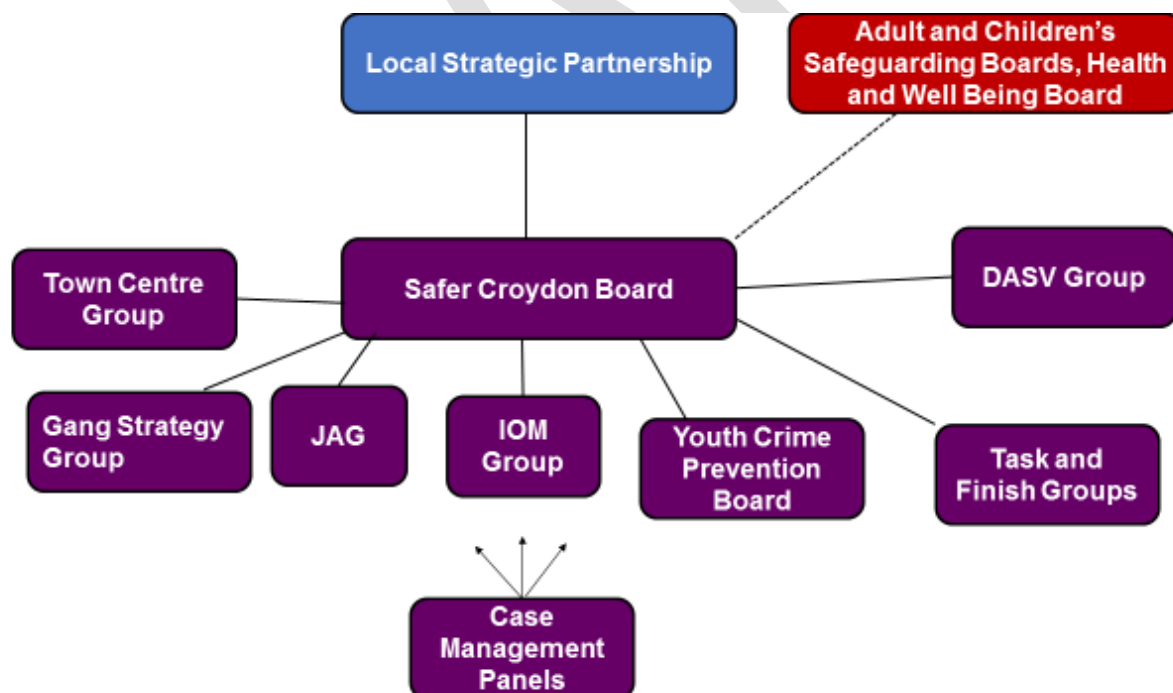 Local Strategic Partnership
Adult and Children's
Safeguarding Boards, Health
and Well Being Board
Town Centre
Group
Safer Croydon Board
DASV Group
Gang Strategy
Group
JAG
IOM
Group
Youth Crime
Prevention
Board
Task and
Finish Groups
Case
Management
Panels